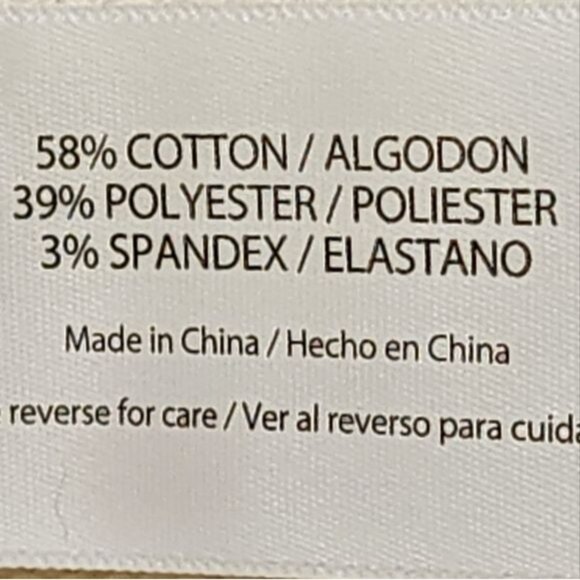 58% COTTON / ALGODON
39% POLYESTER / POLIESTER
3% SPANDEX / ELASTANO
Made in China / Hecho en China
reverse for care / Ver al reverso para